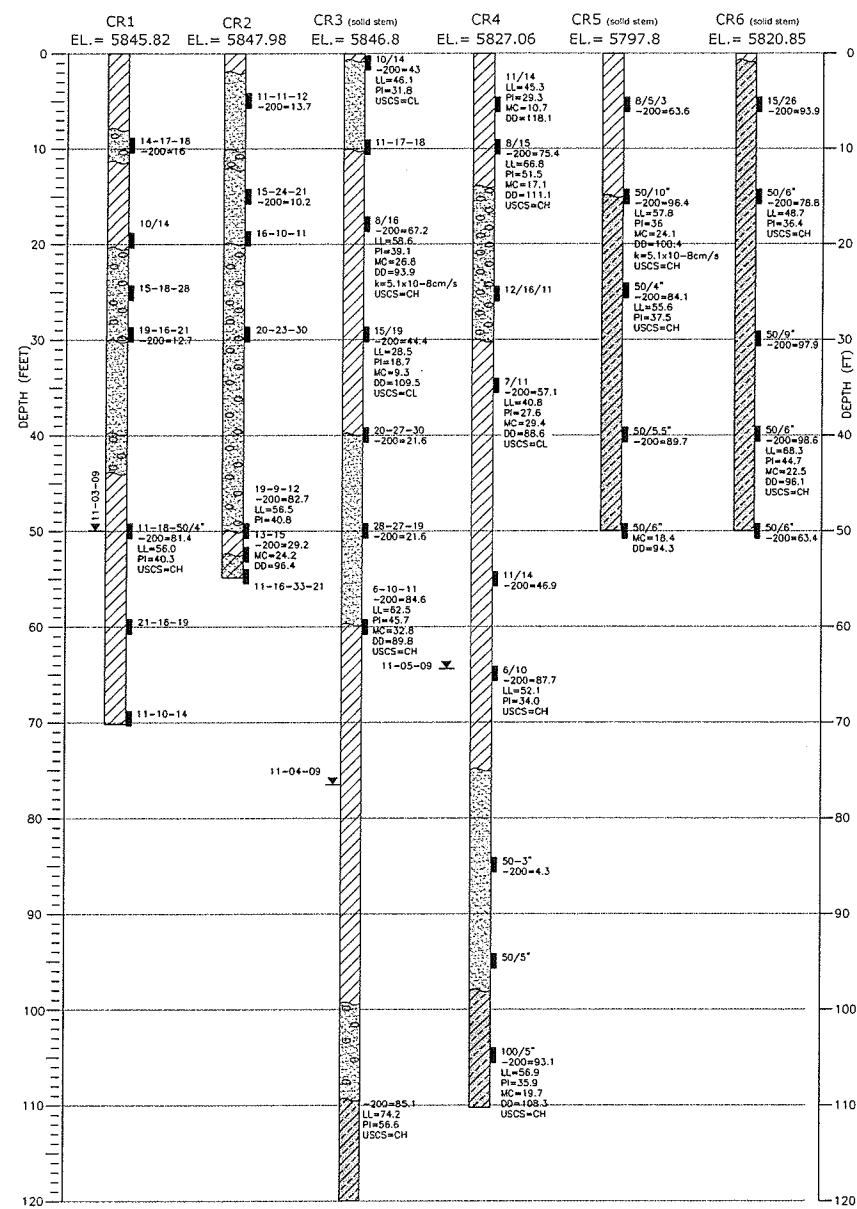 CR1
EL.= 5845.82
CR2
EL.= 5847.98
CR3 (solid stem)
EL.= 5846.8
CR4
EL.= 5827.06
CR5 (solid stem)
EL.= 5797.8
CR6 (solid stem)
EL.= 5820.85
DEPTH (FEET)
0
10
20
30
40
50
60
70
80
90
100
110
120
14-17-18
-200=16
10/14
15-18-28
19-16-21
-200=12.7
11-03-09
11-18-50/4"
-200=81.4
LL=56.0
PI=40.3
USCS=CH
21-16-19
11-10-14
11-11-12
-200=13.7
15-24-21
-200=10.2
16-10-11
20-23-30
19-9-12
-200=82.7
LL=56.5
PI=40.8
13-15
-200=29.2
MC=24.2
DD=96.4
11-16-33-21
10/14
-200=43
LL=46.1
PI=31.8
USCS=CL
11-17-18
8/16
-200=67.2
LL=58.6
PI=39.1
MC=26.8
DD=93.9
k=5.1x10-8cm/s
USCS=CH
15/19
-200=44.4
LL=28.5
PI=18.7
MC=9.3
DD=109.5
USCS=CL
20-27-30
-200=21.6
28-27-19
-200=21.6
6-10-11
-200=84.6
LL=62.5
PI=45.7
MC=32.8
DD=89.8
USCS=CH
11-04-09
-200=85.1
LL=74.2
PI=56.6
USCS=CH
11/14
LL=45.3
PI=29.3
MC=10.7
DD=118.1
8/15
-200=75.4
LL=66.8
PI=51.5
MC=17.1
DD=111.1
USCS=CH
12/16/11
7/11
-200=57.1
LL=40.8
PI=27.6
MC=29.4
DD=88.6
USCS=CL
11/14
-200=46.9
11-05-09
6/10
-200=87.7
LL=52.1
PI=34.0
USCS=CH
50-3"
-200=4.3
50/5"
100/5"
-200=93.1
LL=56.9
PI=35.9
MC=19.7
DD=108.3
USCS=CH
8/5/3
-200=63.6
50/10"
-200=96.4
LL=57.8
PI=36
MC=24.1
DD=100.4
k=5.1x10-8cm/s
USCS=CH
50/4"
-200=84.1
LL=55.6
PI=37.5
USCS=CH
50/5.5"
-200=89.7
50/6"
MC=18.4
DD=94.3
15/26
-200=93.9
50/6"
-200=78.8
LL=48.7
PI=36.4
USCS=CH
50/9"
-200=97.9
50/6"
-200=98.6
LL=68.3
PI=44.7
MC=22.5
DD=96.1
USCS=CH
50/6"
-200=63.4
0
10
20
30
40
50
60
70
80
90
100
110
120
DEPTH (FT)